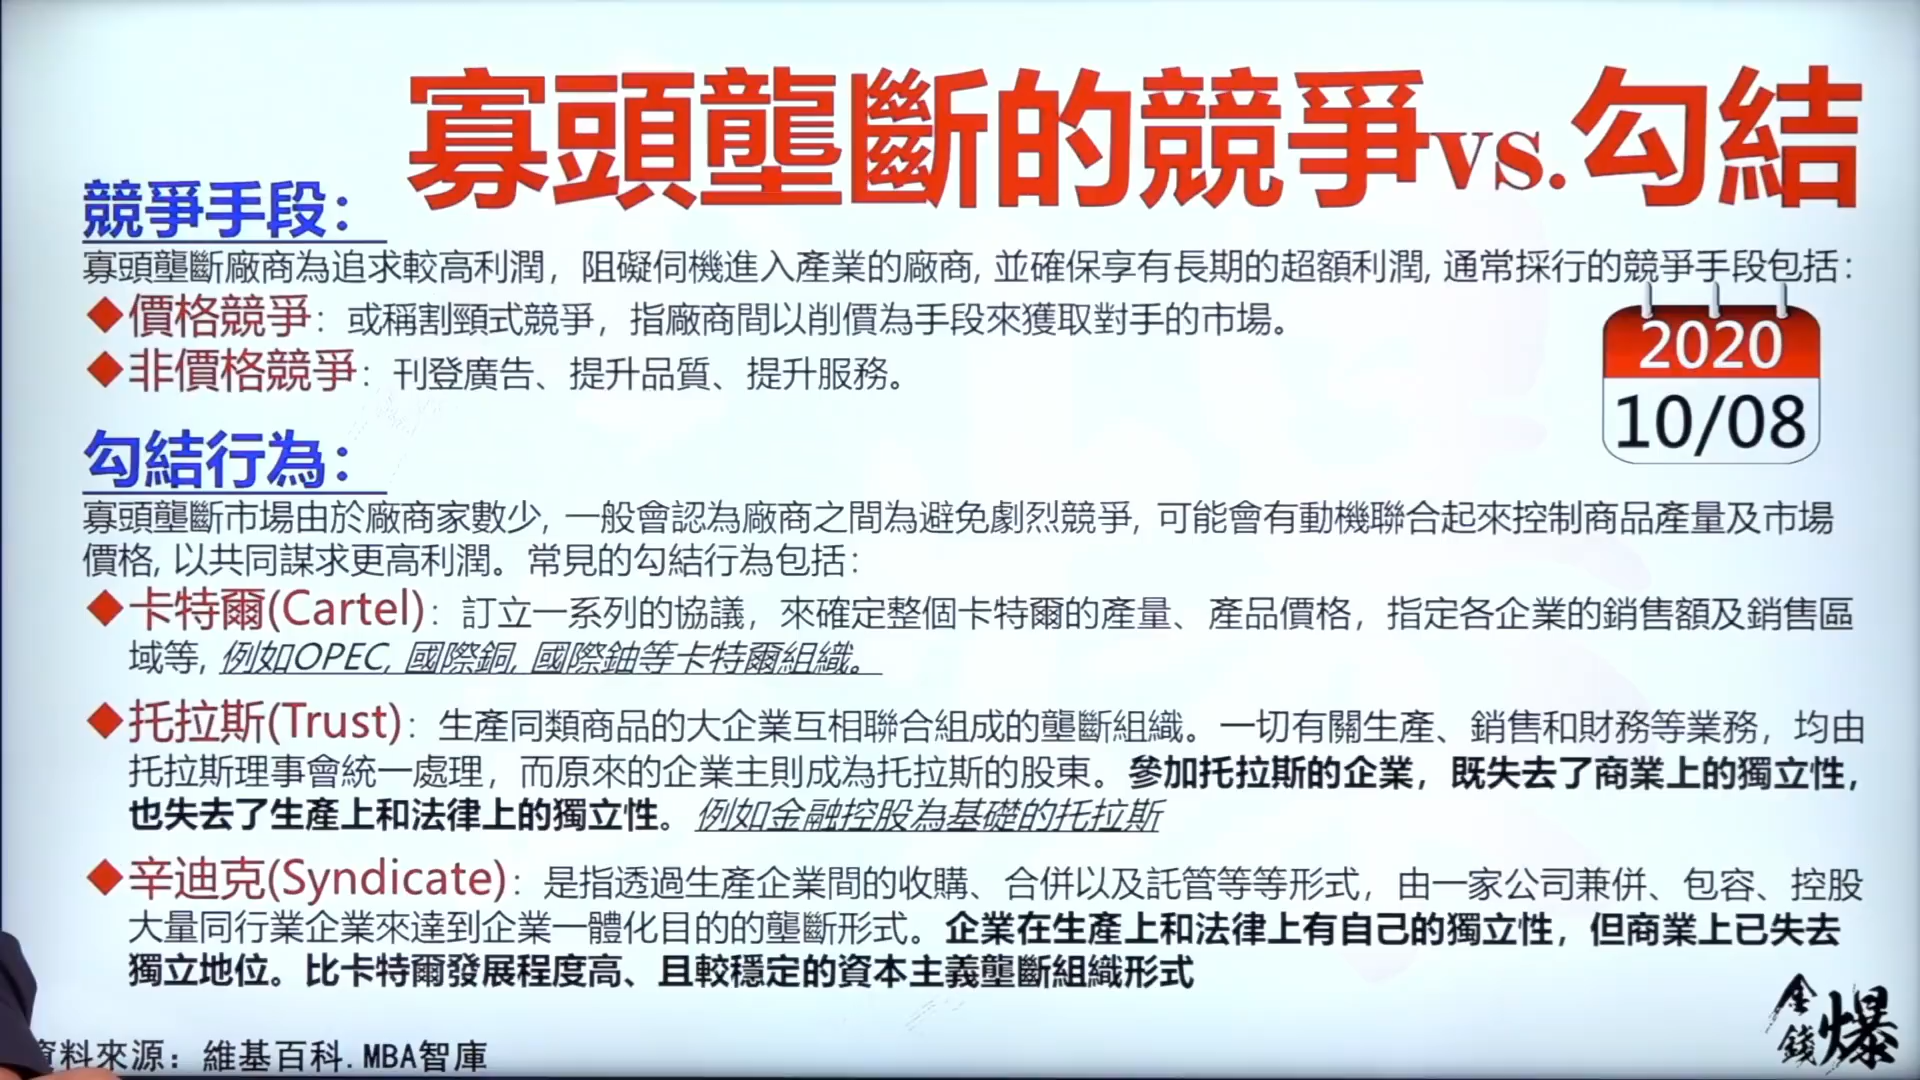 寡頭壟斷的競爭vs.勾結
競爭手段：
寡頭壟斷廠商為追求較高利潤，阻礙伺機進入產業的廠商, 並確保享有長期的超額利潤, 通常採行的競爭手段包括：
◆價格競爭：或稱割頸式競爭，指廠商間以削價為手段來獲取對手的市場。
◆非價格競爭：刊登廣告、提升品質、提升服務。
2020
10/08
勾結行為：
寡頭壟斷市場由於廠商家數少, 一般會認為廠商之間為避免劇烈競爭, 可能會有動機聯合起來控制商品產量及市場
價格, 以共同謀求更高利潤。常見的勾結行為包括：
◆卡特爾(Cartel)：訂立一系列的協議，來確定整個卡特爾的產量、產品價格，指定各企業的銷售額及銷售區
域等, 例如OPEC, 國際銅, 國際鈾等卡特爾組織。
◆托拉斯(Trust)：生產同類商品的大企業互相聯合組成的壟斷組織。一切有關生產、銷售和財務等業務，均由
托拉斯理事會統一處理，而原來的企業主則成為托拉斯的股東。參加托拉斯的企業，既失去了商業上的獨立性，
也失去了生產上和法律上的獨立性。例如金融控股為基礎的托拉斯
◆辛迪克(Syndicate)：是指透過生產企業間的收購、合併以及託管等等形式，由一家公司兼併、包容、控股
大量同行業企業來達到企業一體化目的的壟斷形式。企業在生產上和法律上有自己的獨立性，但商業上已失去
獨立地位。比卡特爾發展程度高、且較穩定的資本主義壟斷組織形式
資料來源：維基百科.MBA智庫
金錢爆